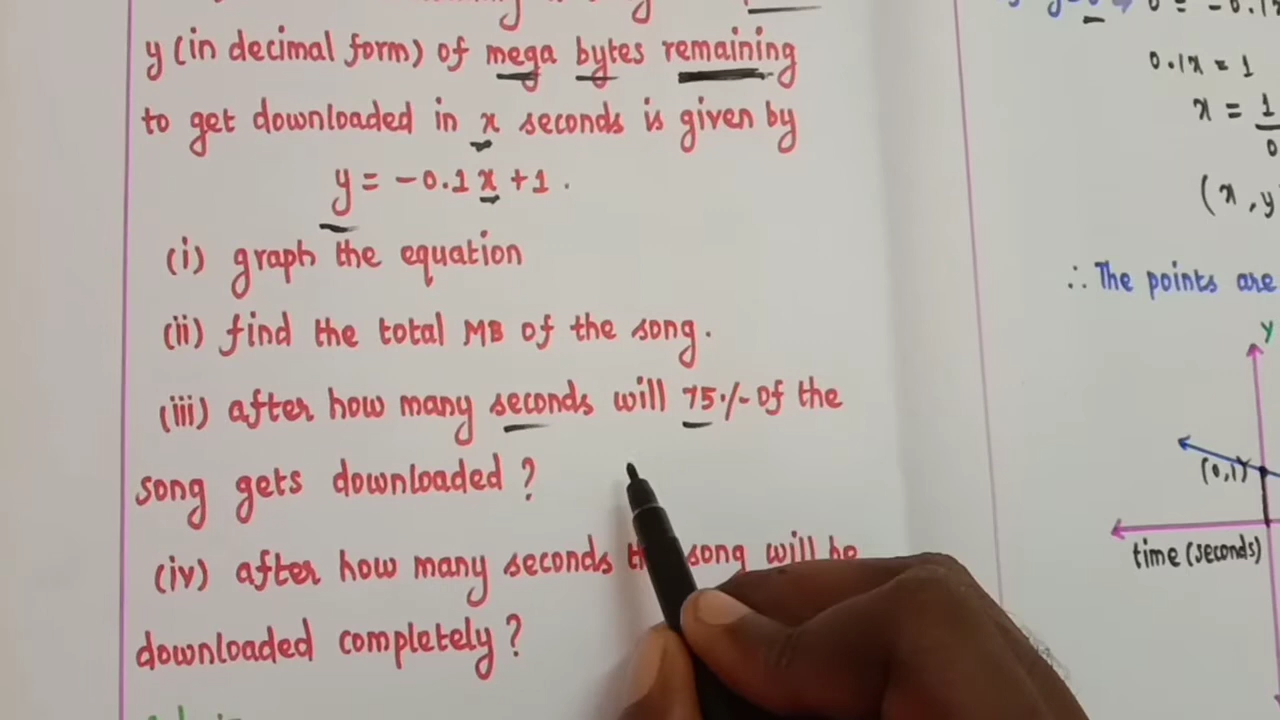 y (in decimal form) of mega bytes remaining
to get downloaded in x seconds is given by
y = -0.1x + 1 .
(i) graph the equation
(ii) find the total MB of the song.
(iii) after how many seconds will 75·/- of the
song gets downloaded ?
(iv) after how many seconds song will be
downloaded completely ?
0.1x = 1
x = 1
(x, y
∴ The points are
Y
(0,1)
time (seconds)